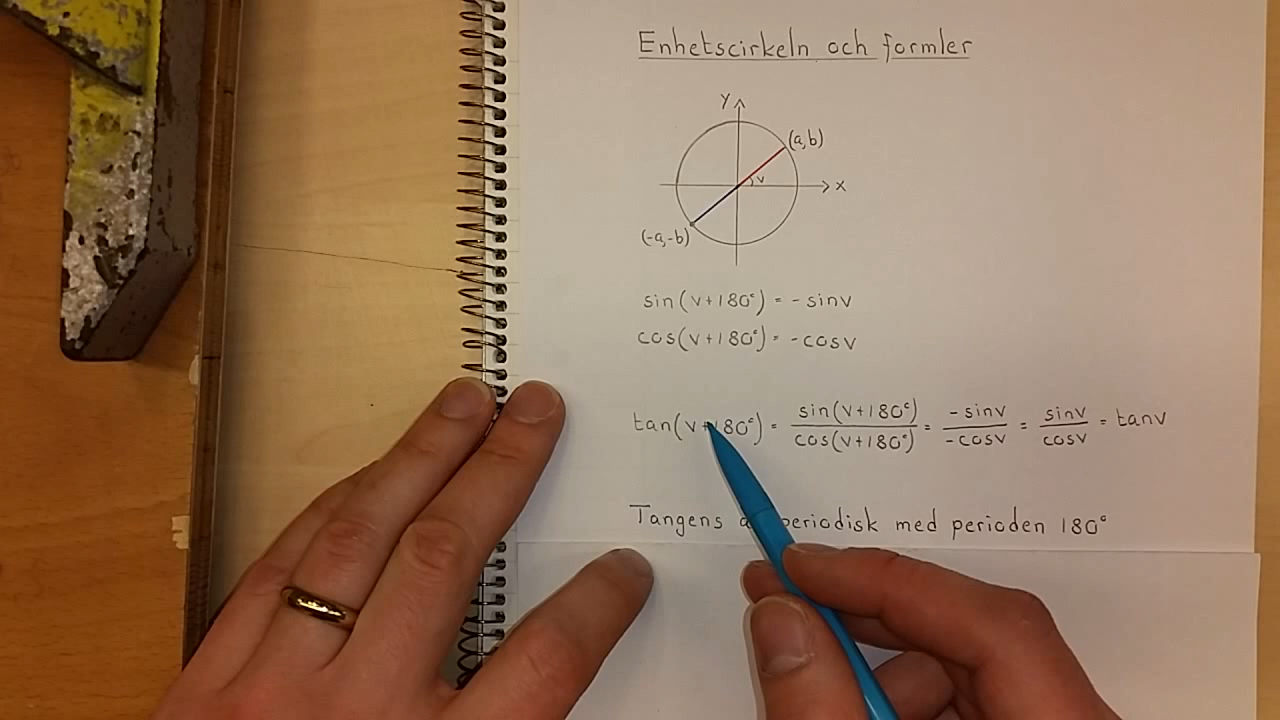 Enhetscirkeln och formler
y
(a,b)
v
x
(-a,-b)
sin(v+180°) = -sinv
cos(v+180°) = -cosv
tan(v+180°) = sin(v+180°)/cos(v+180°) = -sinv/-cosv = sinv/cosv = tanv
Tangens periodisk med perioden 180°